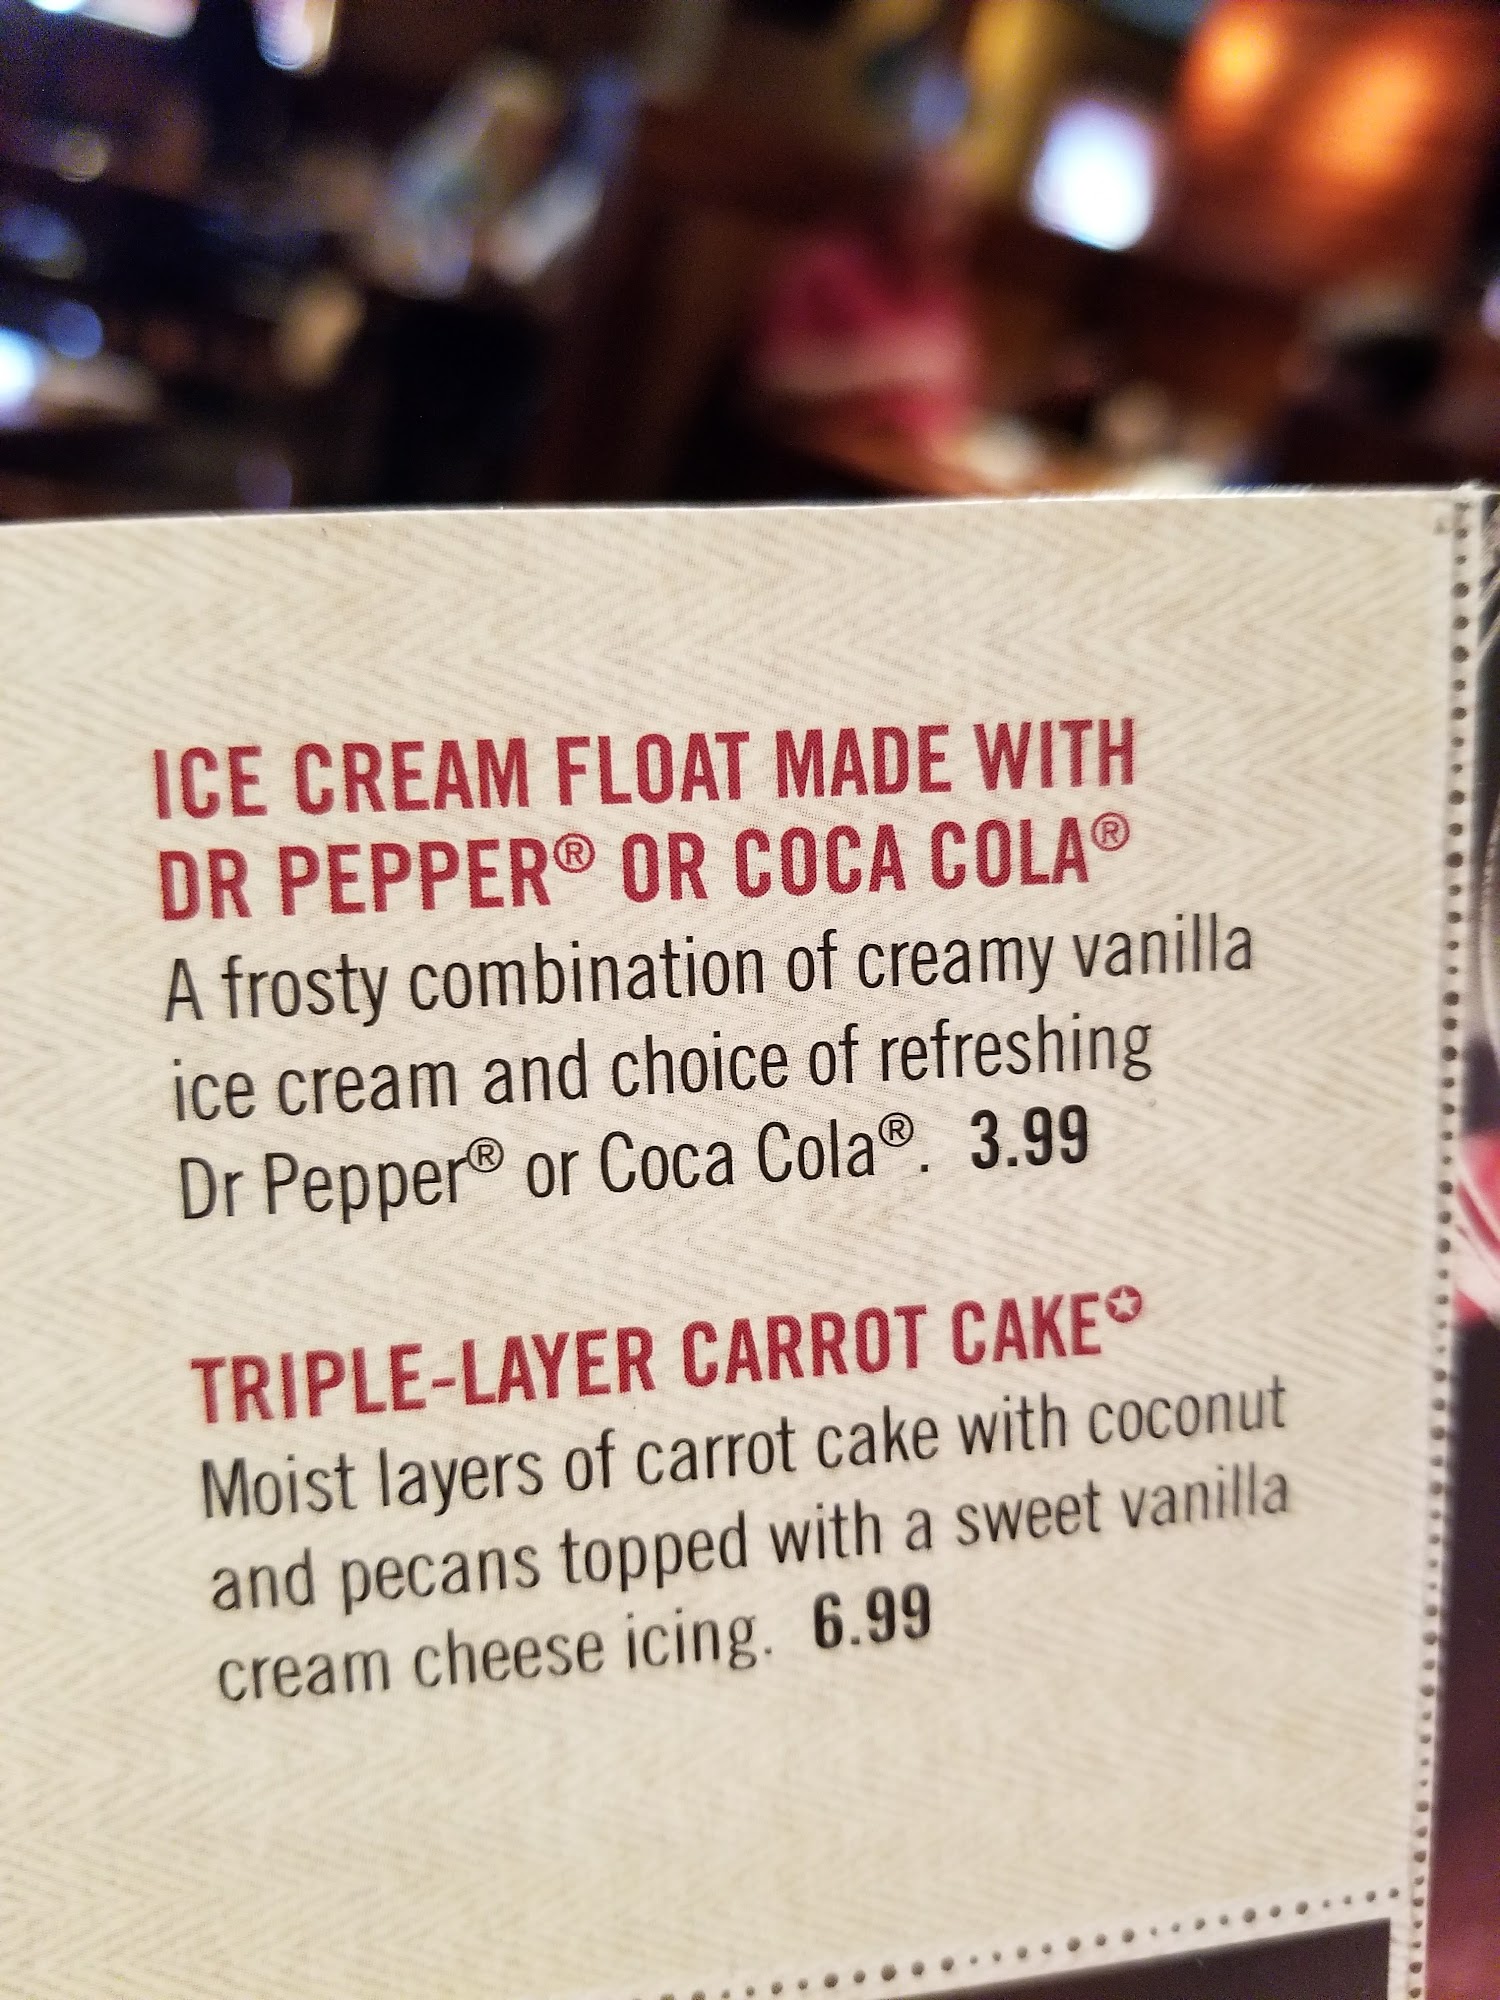 ICE CREAM FLOAT MADE WITH
DR PEPPER® OR COCA COLA®
A frosty combination of creamy vanilla
ice cream and choice of refreshing
Dr Pepper® or Coca Cola®. 3.99
TRIPLE-LAYER CARROT CAKE✪
Moist layers of carrot cake with coconut
and pecans topped with a sweet vanilla
cream cheese icing. 6.99